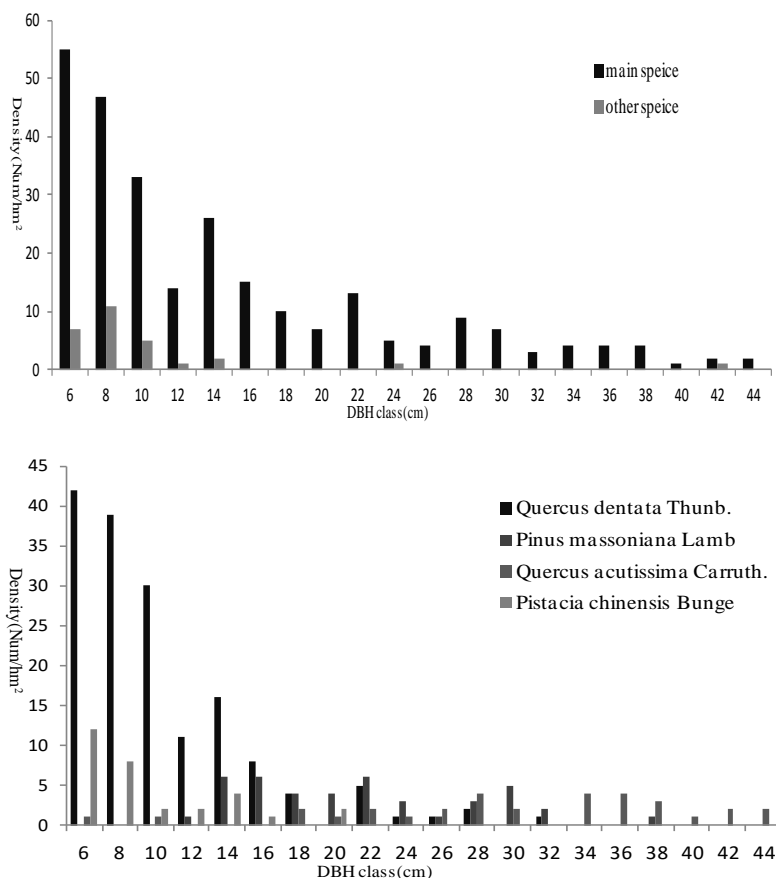 60
50
40
30
20
10
0
Density(Num/hm²
main speice
other speice
6 8 10 12 14 16 18 20 22 24 26 28 30 32 34 36 38 40 42 44
DBH class(cm)
45
40
35
30
25
20
15
10
5
0
Density(Num/hm²
Quercus dentata Thunb.
Pinus massoniana Lamb
Quercus acutissima Carruth.
Pistacia chinensis Bunge
6 8 10 12 14 16 18 20 22 24 26 28 30 32 34 36 38 40 42 44
DBH class(cm)